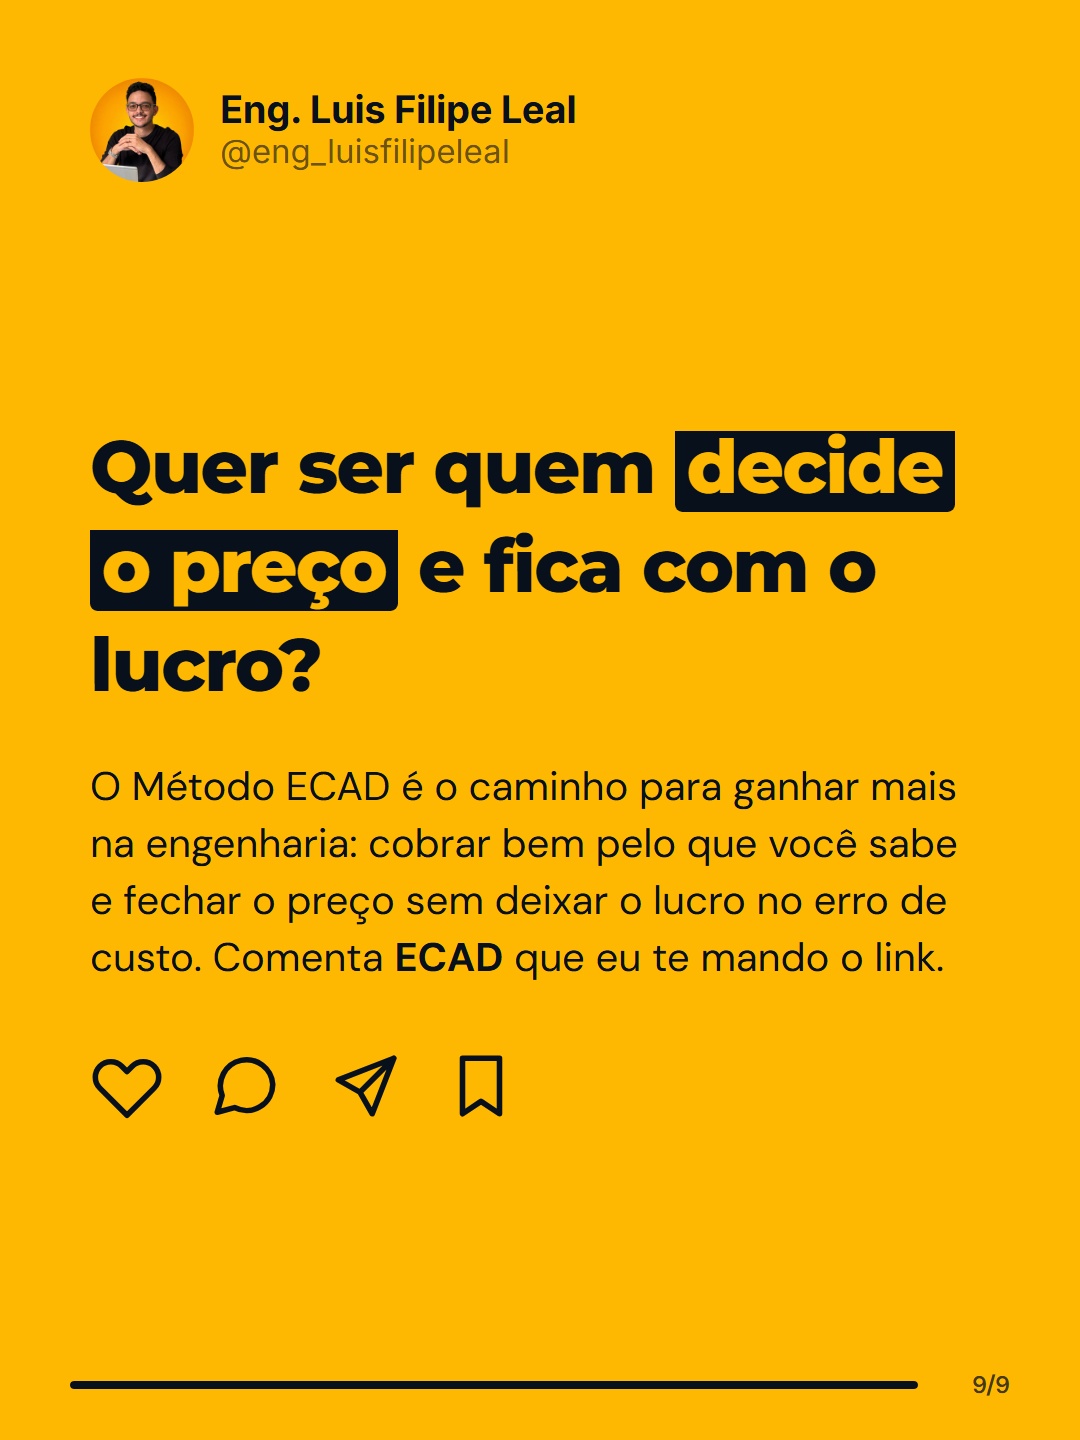 Eng. Luis Filipe Leal
@eng_luisfilipeleal
Quer ser quem decide
o preço e fica com o
lucro?
O Método ECAD é o caminho para ganhar mais
na engenharia: cobrar bem pelo que você sabe
e fechar o preço sem deixar o lucro no erro de
custo. Comenta ECAD que eu te mando o link.
9/9